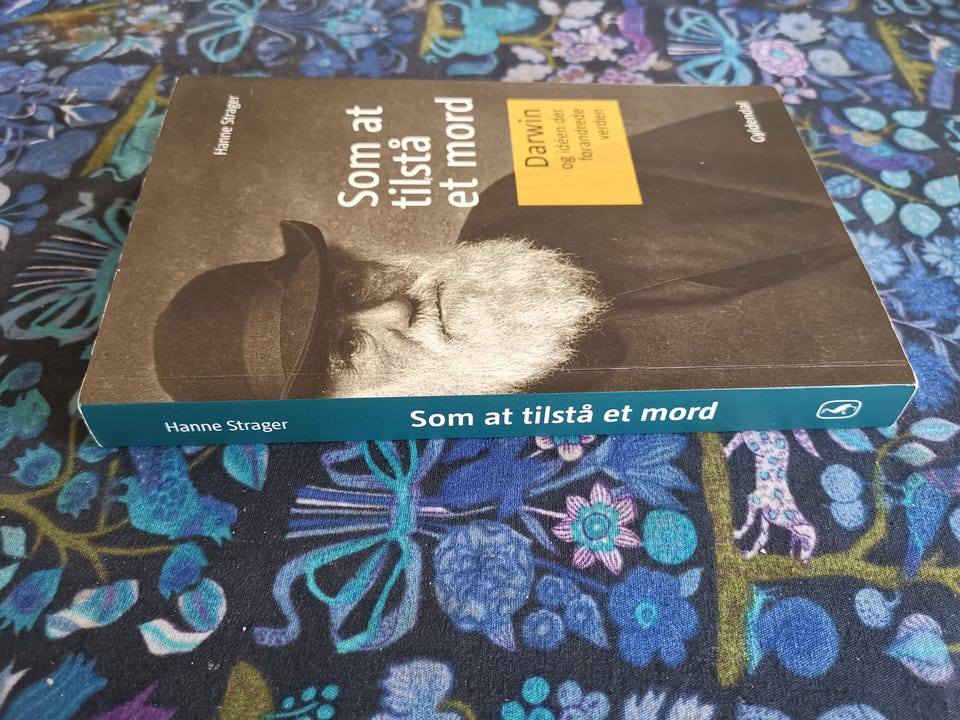 Hanne Strager
Som at
tilstå
et mord
Darwin
og idéen der
forandrede
verden
Gyldendal
Hanne Strager
Som at tilstå et mord